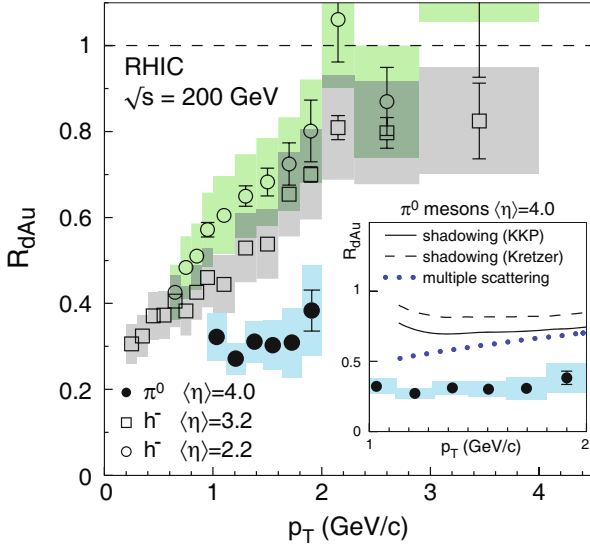 1
RHIC
√s = 200 GeV
0.8
0.6
0.4
0.2
0
R_dAu
● π⁰ ⟨η⟩=4.0
□ h⁻ ⟨η⟩=3.2
○ h⁻ ⟨η⟩=2.2
π⁰ mesons ⟨η⟩=4.0
R_dAu
shadowing (KKP)
shadowing (Kretzer)
multiple scattering
1
0.5
0
1 2
p_T (GeV/c)
0 1 2 3 4
p_T (GeV/c)